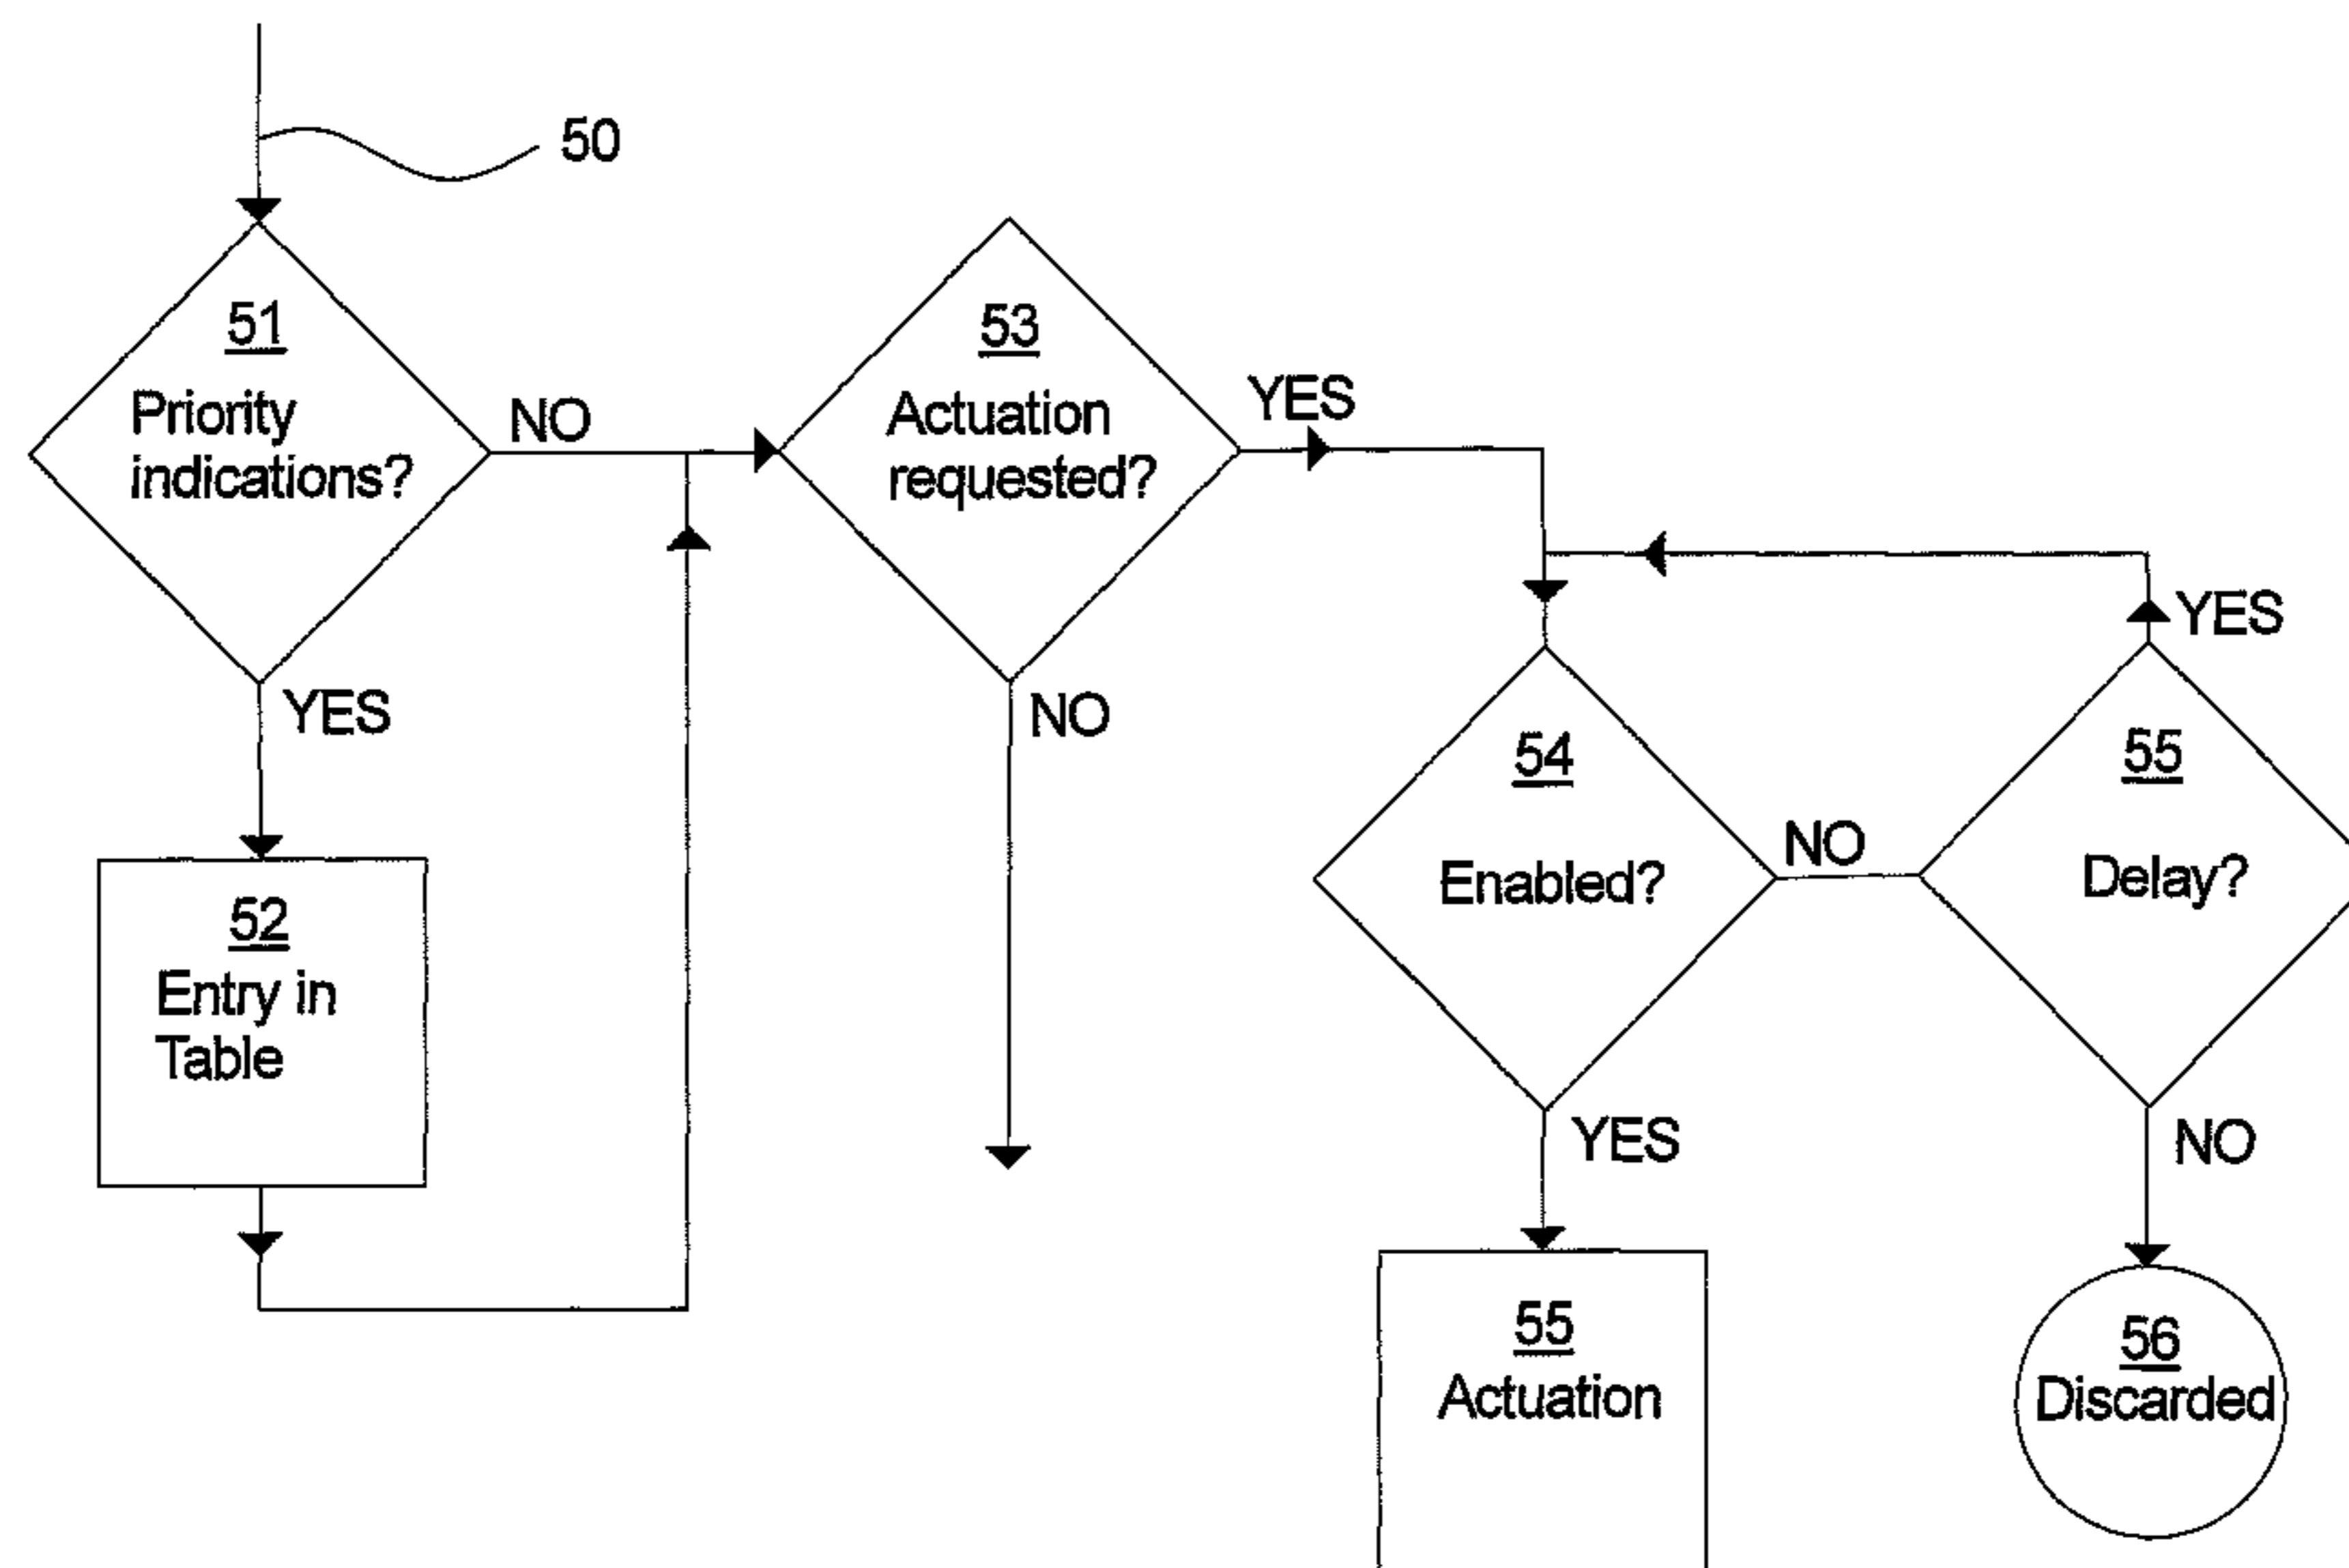 50
51
Priority
indications?
NO
YES
52
Entry in
Table
53
Actuation
requested?
YES
NO
54
Enabled?
NO
YES
55
Delay?
YES
NO
55
Actuation
56
Discarded